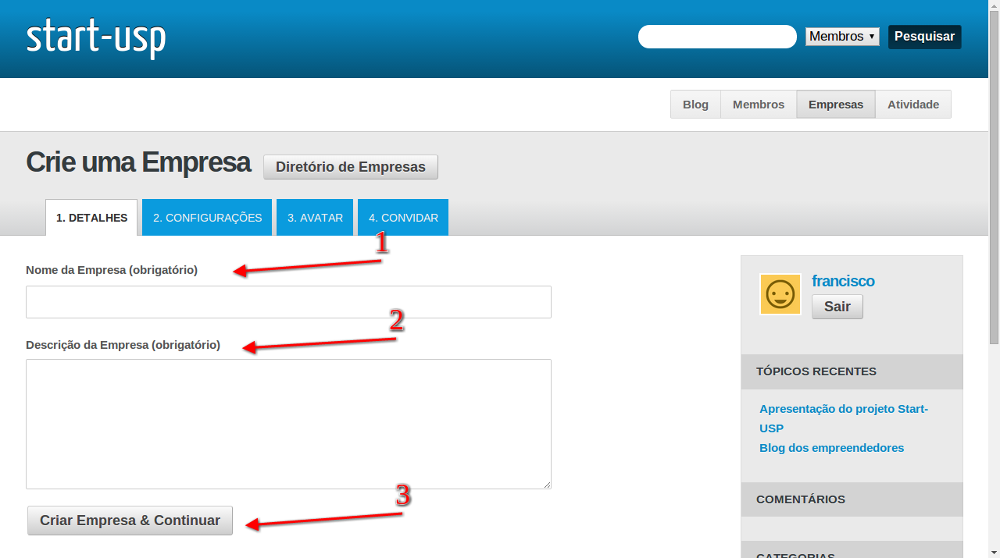 start-usp
Membros
Pesquisar
Blog
Membros
Empresas
Atividade
Crie uma Empresa
Diretório de Empresas
1. DETALHES
2. CONFIGURAÇÕES
3. AVATAR
4. CONVIDAR
1
Nome da Empresa (obrigatório)
2
Descrição da Empresa (obrigatório)
3
Criar Empresa & Continuar
francisco
Sair
TÓPICOS RECENTES
Apresentação do projeto Start-
USP
Blog dos empreendedores
COMENTÁRIOS
CATEGORIAS